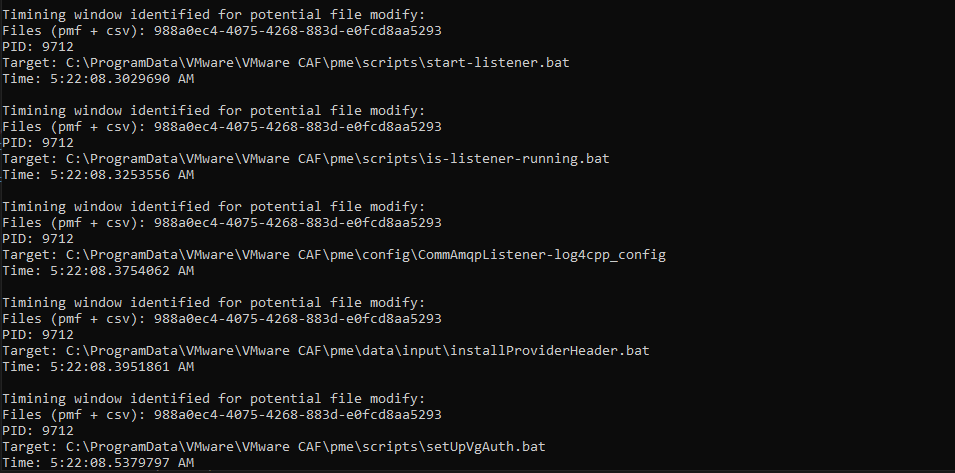 Timining window identified for potential file modify:
Files (pmf + csv): 988a0ec4-4075-4268-883d-e0fcd8aa5293
PID: 9712
Target: C:\ProgramData\VMware\VMware CAF\pme\scripts\start-listener.bat
Time: 5:22:08.3029690 AM

Timining window identified for potential file modify:
Files (pmf + csv): 988a0ec4-4075-4268-883d-e0fcd8aa5293
PID: 9712
Target: C:\ProgramData\VMware\VMware CAF\pme\scripts\is-listener-running.bat
Time: 5:22:08.3253556 AM

Timining window identified for potential file modify:
Files (pmf + csv): 988a0ec4-4075-4268-883d-e0fcd8aa5293
PID: 9712
Target: C:\ProgramData\VMware\VMware CAF\pme\config\CommAmqpListener-log4cpp_config
Time: 5:22:08.3754062 AM

Timining window identified for potential file modify:
Files (pmf + csv): 988a0ec4-4075-4268-883d-e0fcd8aa5293
PID: 9712
Target: C:\ProgramData\VMware\VMware CAF\pme\data\input\installProviderHeader.bat
Time: 5:22:08.3951861 AM

Timining window identified for potential file modify:
Files (pmf + csv): 988a0ec4-4075-4268-883d-e0fcd8aa5293
PID: 9712
Target: C:\ProgramData\VMware\VMware CAF\pme\scripts\setUpVgAuth.bat
Time: 5:22:08.5379797 AM